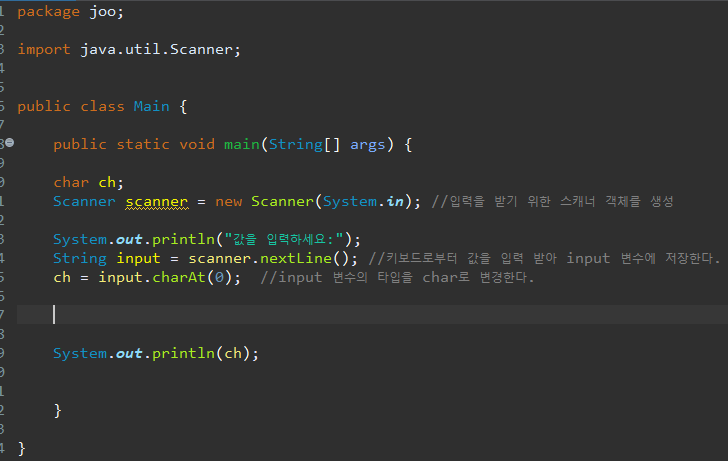 package joo;
import java.util.Scanner;
public class Main {
public static void main(String[] args) {
char ch;
Scanner scanner = new Scanner(System.in); //입력을 받기 위한 스캐너 객체를 생성
System.out.println("값을 입력하세요:");
String input = scanner.nextLine(); //키보드로부터 값을 입력 받아 input 변수에 저장한다.
ch = input.charAt(0);  //input 변수의 타입을 char로 변경한다.
System.out.println(ch);
}
}